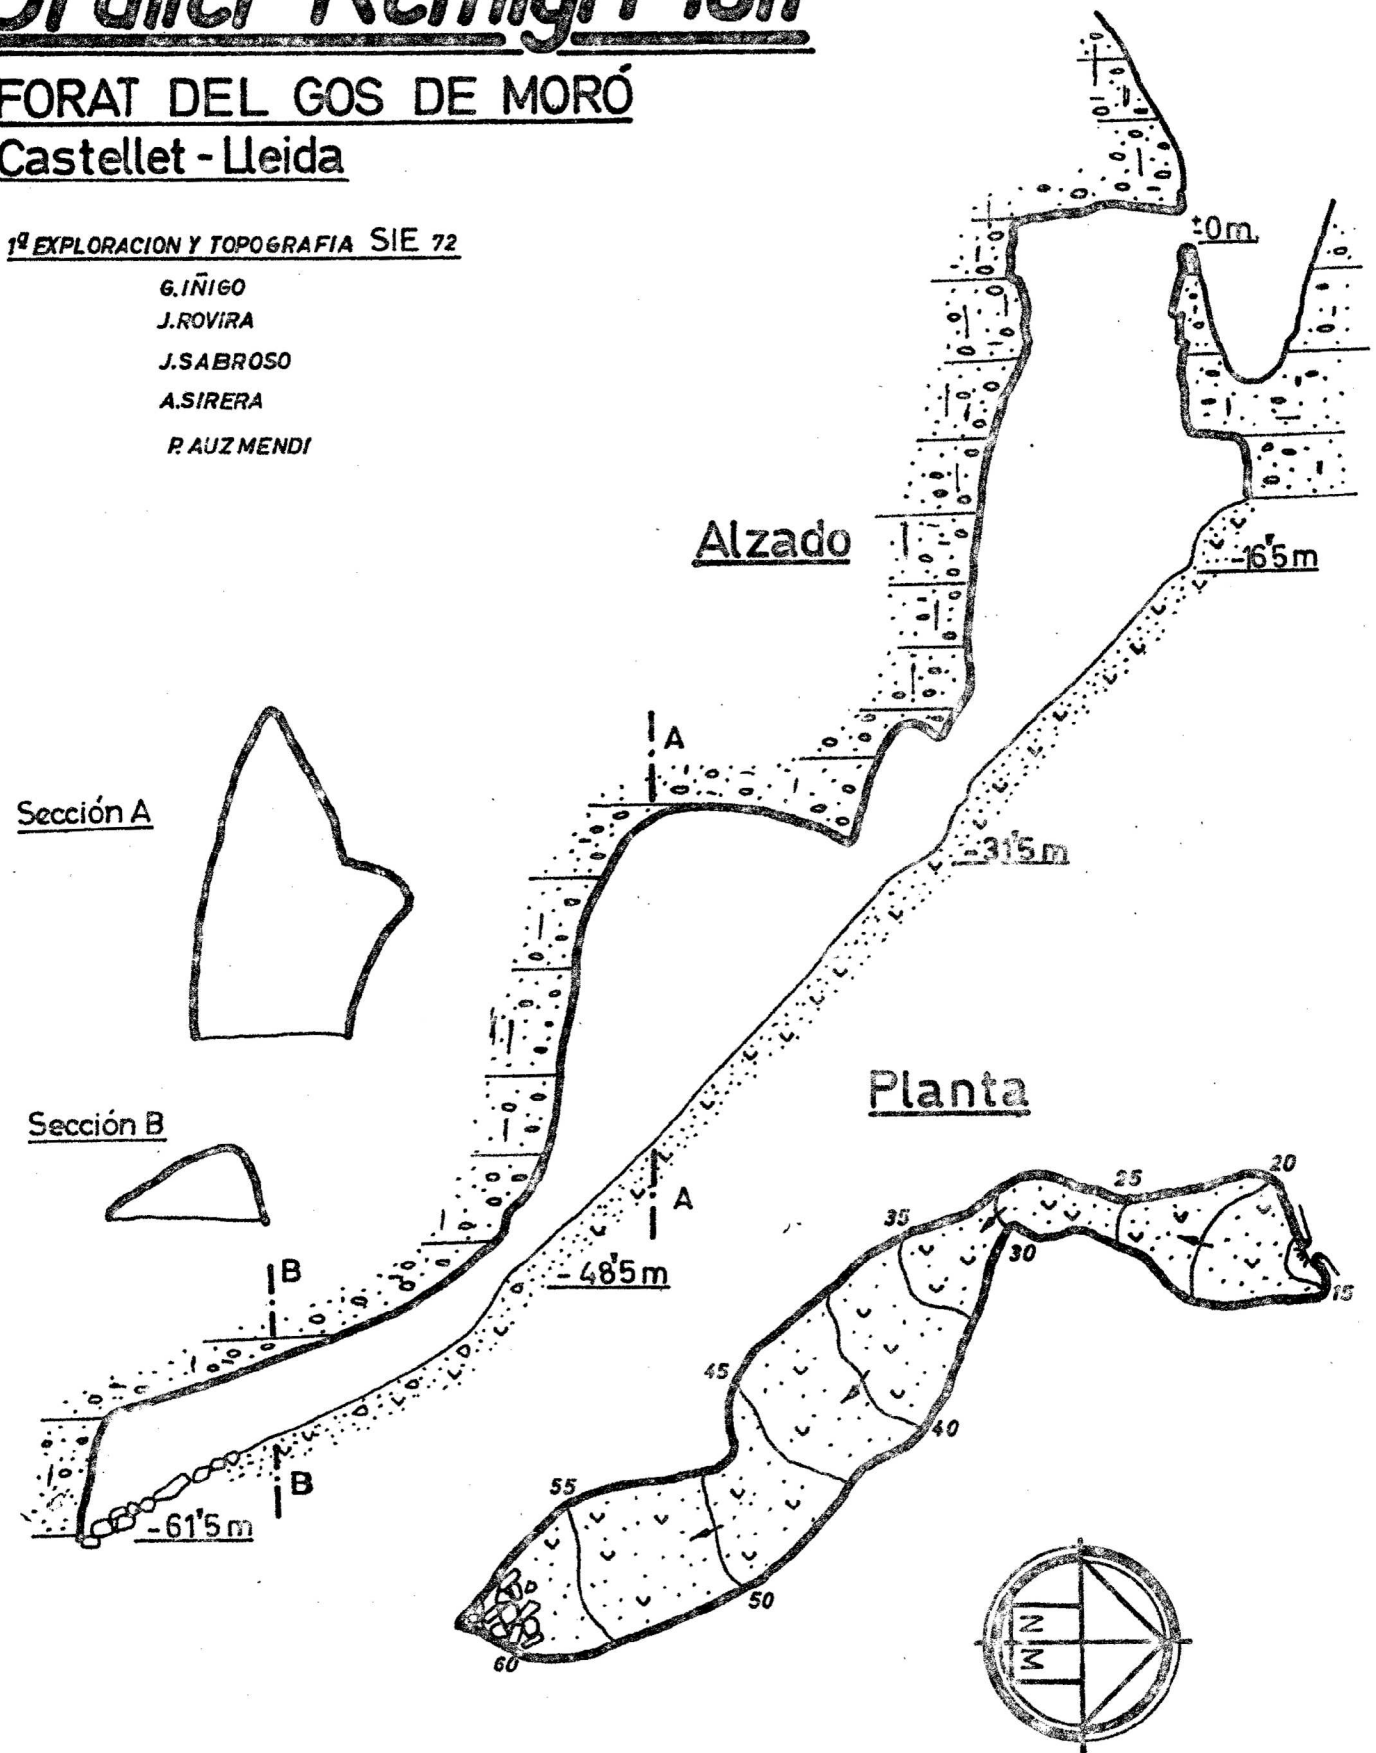 FORAT DEL GOS DE MORÓ
Castellet - Lleida
1ª EXPLORACION Y TOPOGRAFIA SIE 72
G. IÑIGO
J. ROVIRA
J. SABROSO
A. SIRERA
P. AUZMENDI
±0m.
Alzado
-16'5m
A
Sección A
-31'5m
Planta
Sección B
A
-48'5m
B
B
-61'5m
20
25
35
30
15
45
40
55
50
60
NM